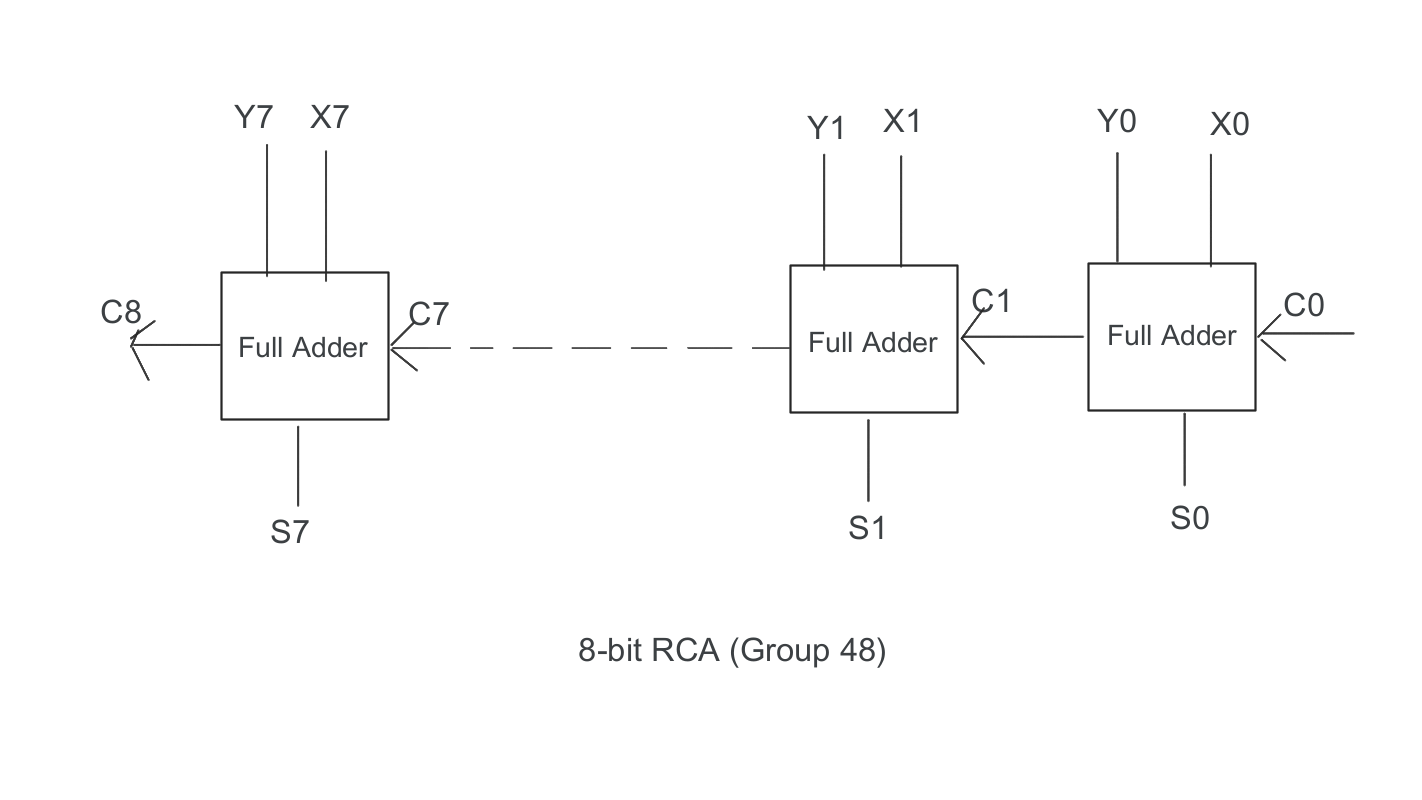 Y7 X7 Y1 X1 Y0 X0
C8 C7 C1 C0
Full Adder Full Adder Full Adder
S7 S1 S0
8-bit RCA (Group 48)